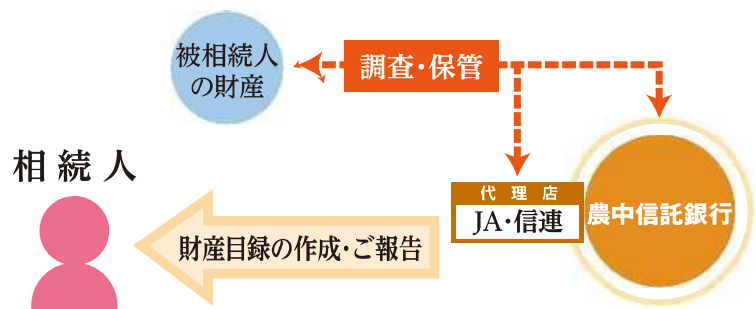 被相続人
の財産
調査・保管
相続人
代理店
JA・信連
農中信託銀行
財産目録の作成・ご報告